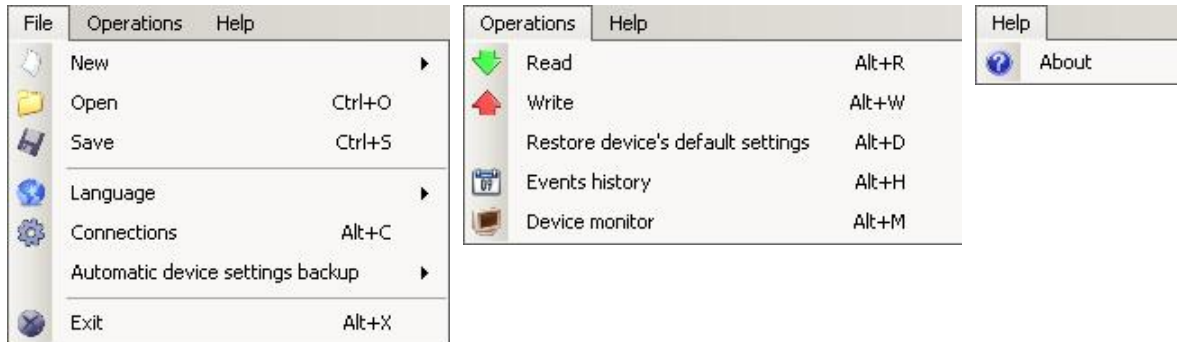 File Operations Help
New
Open Ctrl+O
Save Ctrl+S
Language
Connections Alt+C
Automatic device settings backup
Exit Alt+X
Operations Help
Read Alt+R
Write Alt+W
Restore device's default settings Alt+D
Events history Alt+H
Device monitor Alt+M
Help
About